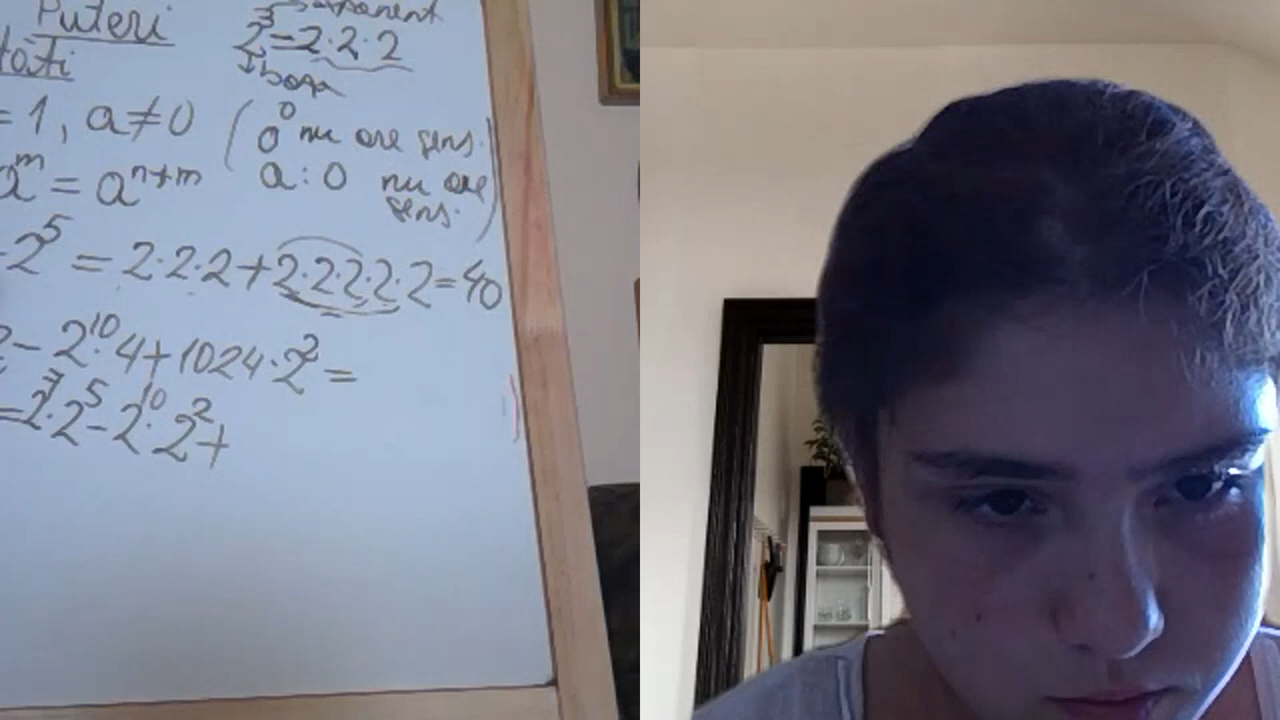 Puteri
exponent
2³=2·2·2
tăți
↓ baza
=1, a≠0 (0⁰ nu are sens.
a^m = a^{n+m} a:0 nu are
sens.)
2⁵ = 2·2·2+2·2·2·2·2=40
- 2¹⁰·4+1024·2²=
=2⁷·2⁵-2¹⁰·2²+